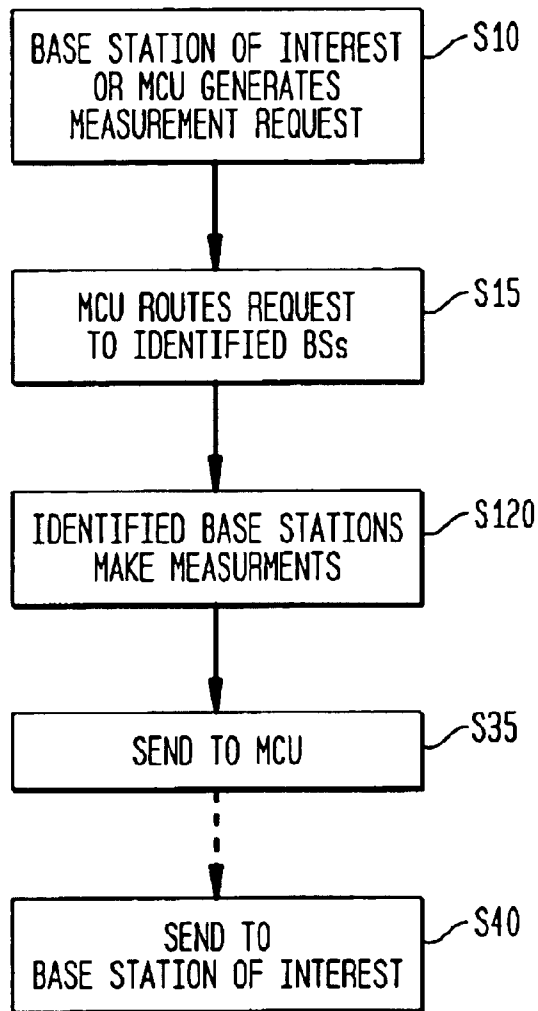 BASE STATION OF INTEREST
OR MCU GENERATES
MEASUREMENT REQUEST
S10
MCU ROUTES REQUEST
TO IDENTIFIED BSs
S15
IDENTIFIED BASE STATIONS
MAKE MEASURMENTS
S120
SEND TO MCU
S35
SEND TO
BASE STATION OF INTEREST
S40